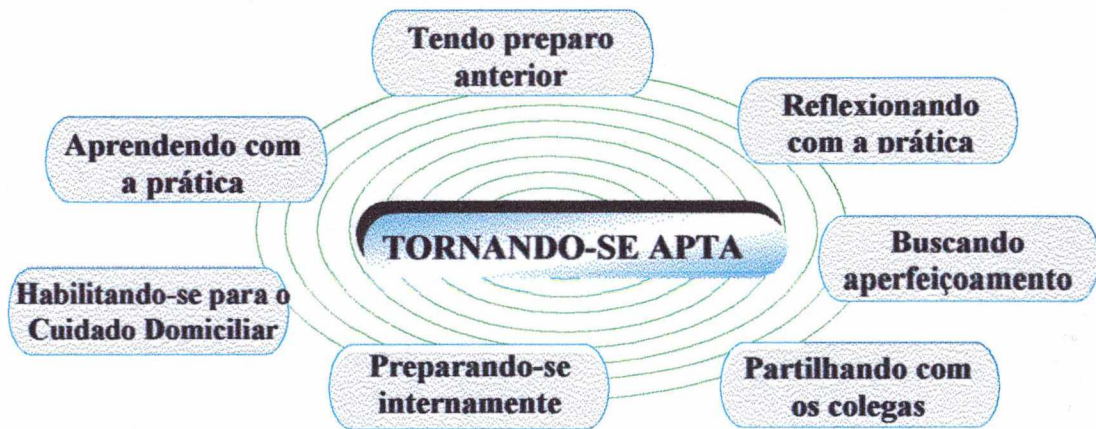 Tendo preparo
anterior
Reflexionando
com a prática
Aprendendo com
a prática
TORNANDO-SE APTA
Buscando
aperfeiçoamento
Habilitando-se para o
Cuidado Domiciliar
Preparando-se
internamente
Partilhando com
os colegas